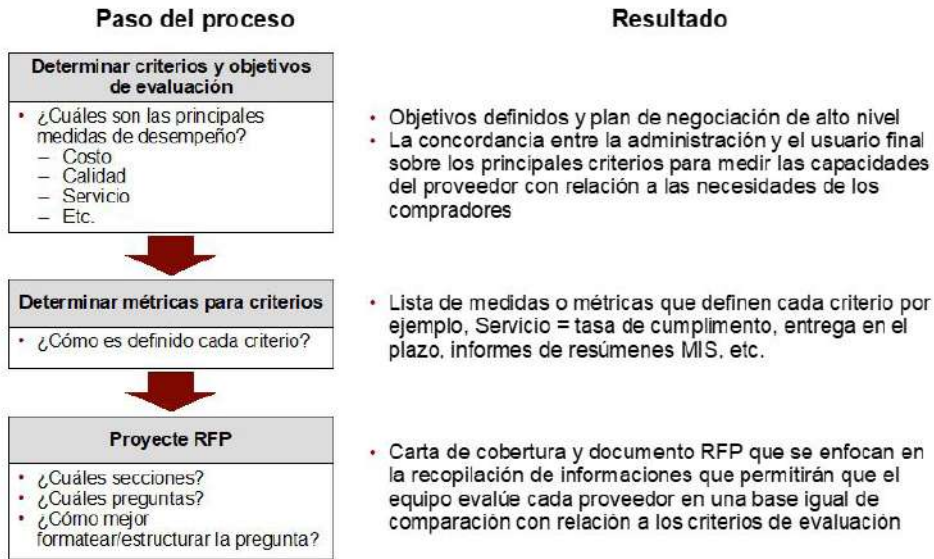 Paso del proceso
Resultado
Determinar criterios y objetivos
de evaluación
• ¿Cuáles son las principales
medidas de desempeño?
– Costo
– Calidad
– Servicio
– Etc.
• Objetivos definidos y plan de negociación de alto nivel
• La concordancia entre la administración y el usuario final
sobre los principales criterios para medir las capacidades
del proveedor con relación a las necesidades de los
compradores
Determinar métricas para criterios
• ¿Cómo es definido cada criterio?
• Lista de medidas o métricas que definen cada criterio por
ejemplo, Servicio = tasa de cumplimento, entrega en el
plazo, informes de resúmenes MIS, etc.
Proyecte RFP
• ¿Cuáles secciones?
• ¿Cuáles preguntas?
• ¿Cómo mejor
formatear/estructurar la pregunta?
• Carta de cobertura y documento RFP que se enfocan en
la recopilación de informaciones que permitirán que el
equipo evalúe cada proveedor en una base igual de
comparación con relación a los criterios de evaluación